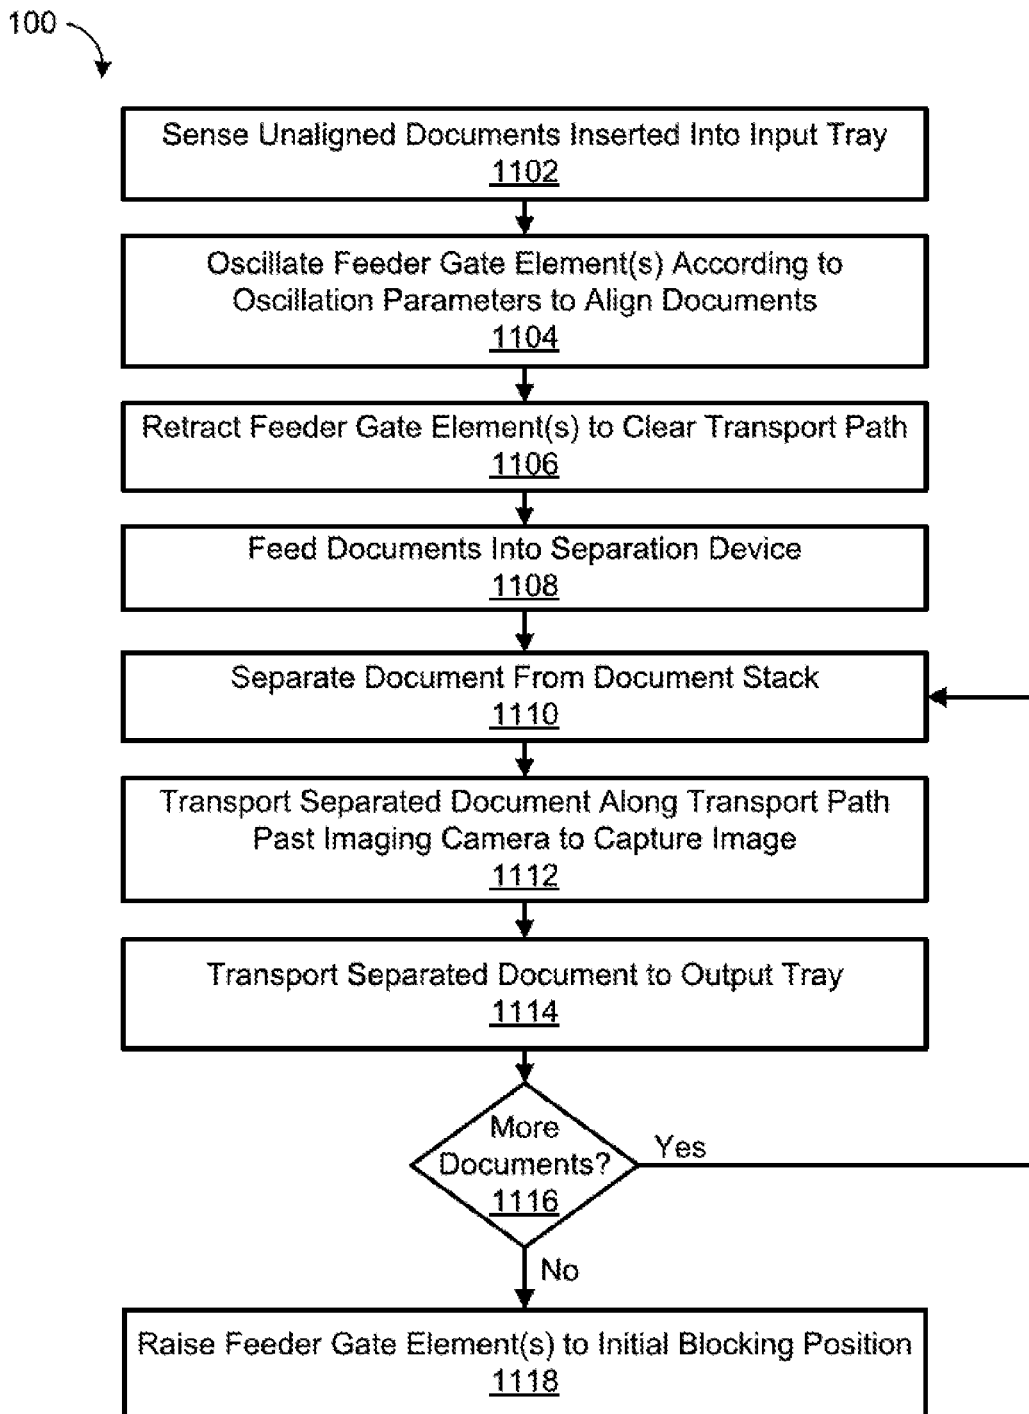 100
Sense Unaligned Documents Inserted Into Input Tray
1102
Oscillate Feeder Gate Element(s) According to
Oscillation Parameters to Align Documents
1104
Retract Feeder Gate Element(s) to Clear Transport Path
1106
Feed Documents Into Separation Device
1108
Separate Document From Document Stack
1110
Transport Separated Document Along Transport Path
Past Imaging Camera to Capture Image
1112
Transport Separated Document to Output Tray
1114
More
Documents?
1116
Yes
No
Raise Feeder Gate Element(s) to Initial Blocking Position
1118